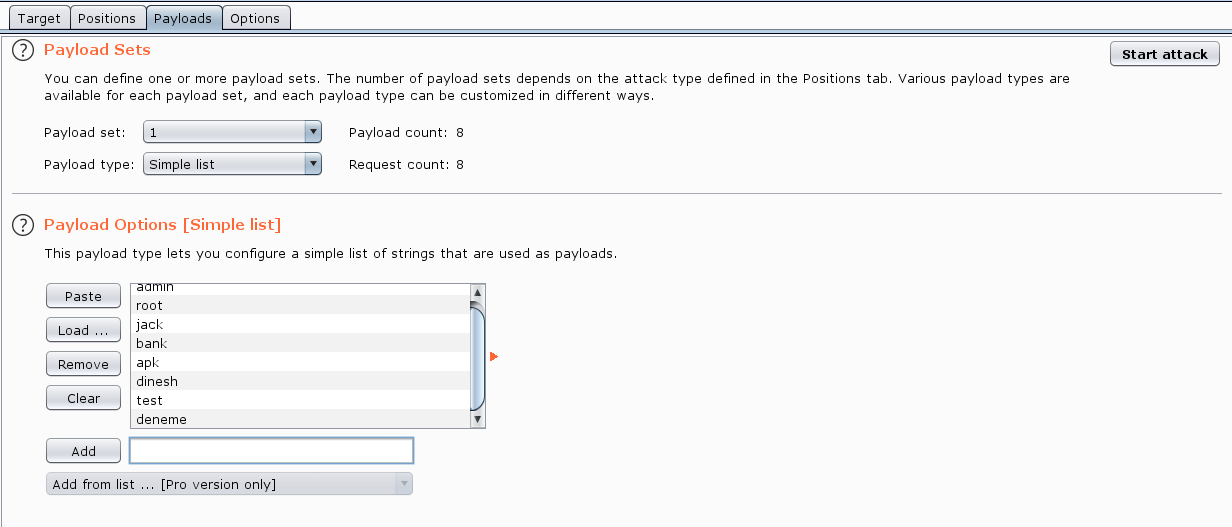 Target Positions Payloads Options
? Payload Sets
Start attack
You can define one or more payload sets. The number of payload sets depends on the attack type defined in the Positions tab. Various payload types are
available for each payload set, and each payload type can be customized in different ways.
Payload set: 1 Payload count: 8
Payload type: Simple list Request count: 8
? Payload Options [Simple list]
This payload type lets you configure a simple list of strings that are used as payloads.
Paste
Load ...
Remove
Clear
admin
root
jack
bank
apk
dinesh
test
deneme
Add
Add from list ... [Pro version only]